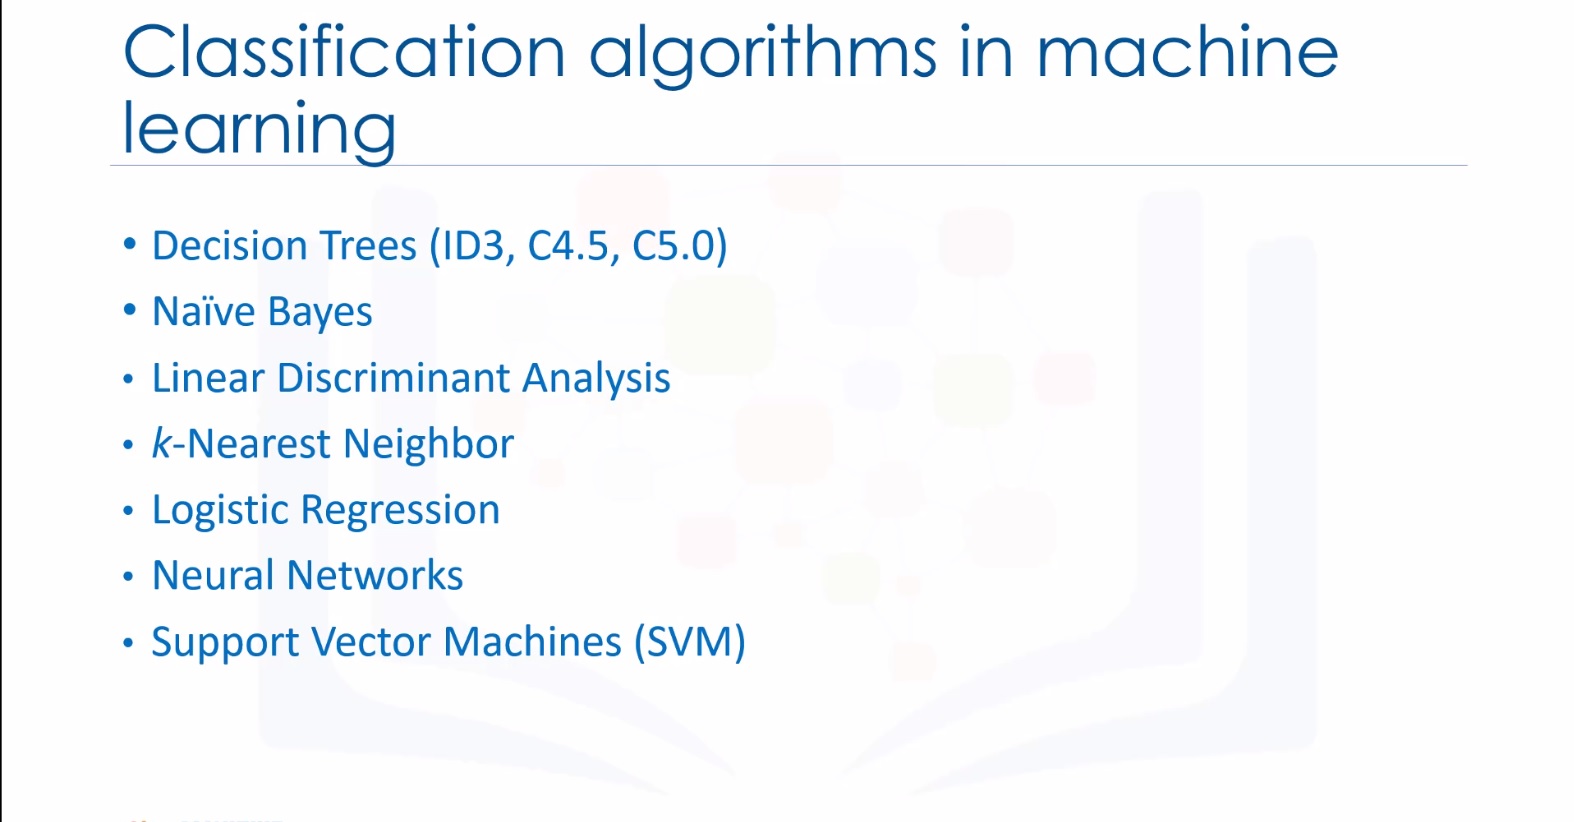 Classification algorithms in machine
learning
• Decision Trees (ID3, C4.5, C5.0)
• Naïve Bayes
• Linear Discriminant Analysis
• k-Nearest Neighbor
• Logistic Regression
• Neural Networks
• Support Vector Machines (SVM)